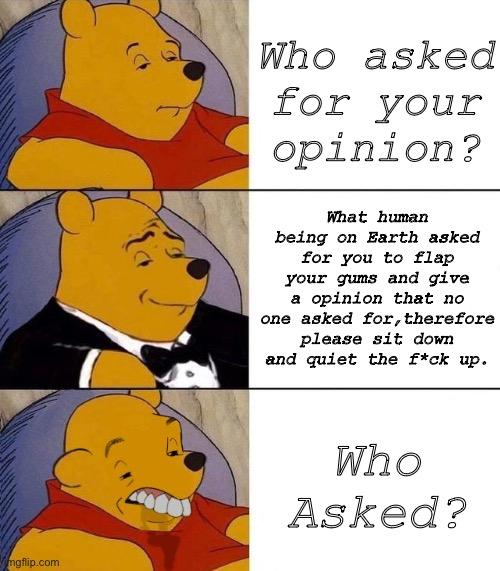 Who asked
for your
opinion?
What human
being on Earth asked
for you to flap
your gums and give
a opinion that no
one asked for,therefore
please sit down
and quiet the f*ck up.
Who
Asked?
imgflip.com